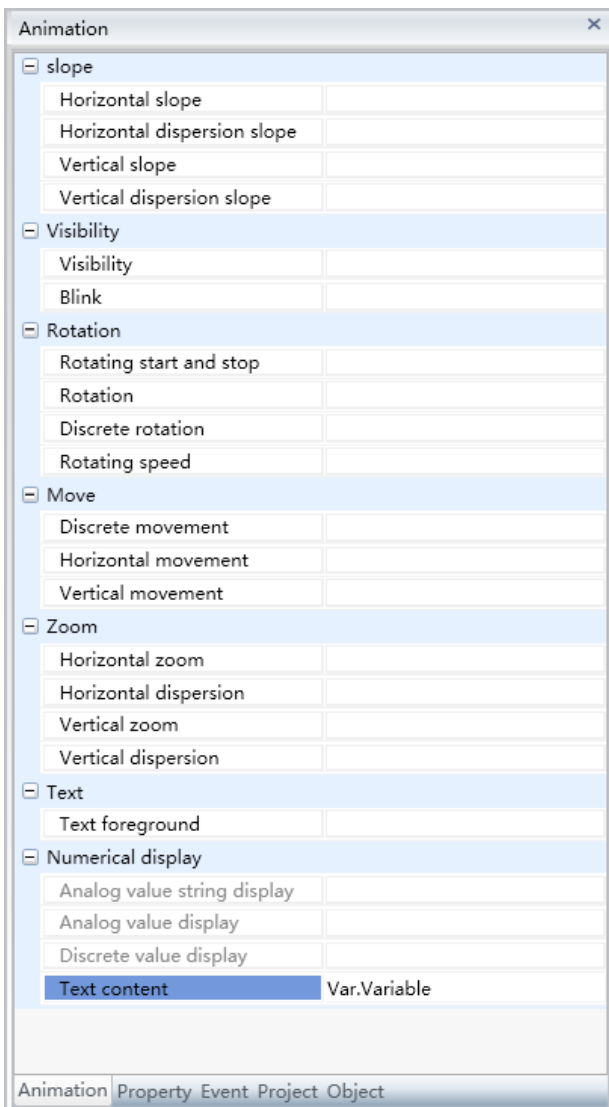 Animation
slope
Horizontal slope
Horizontal dispersion slope
Vertical slope
Vertical dispersion slope
Visibility
Visibility
Blink
Rotation
Rotating start and stop
Rotation
Discrete rotation
Rotating speed
Move
Discrete movement
Horizontal movement
Vertical movement
Zoom
Horizontal zoom
Horizontal dispersion
Vertical zoom
Vertical dispersion
Text
Text foreground
Numerical display
Analog value string display
Analog value display
Discrete value display
Text content Var.Variable
Animation Property Event Project Object